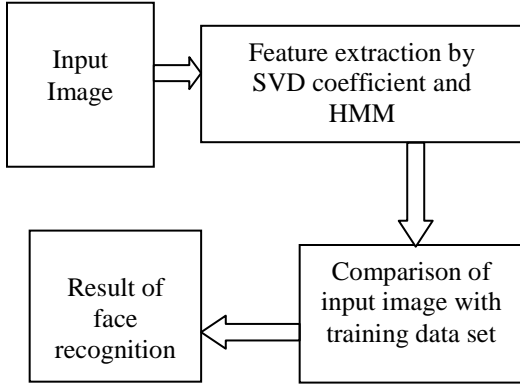 Input
Image
Feature extraction by
SVD coefficient and
HMM
Comparison of
input image with
training data set
Result of
face
recognition